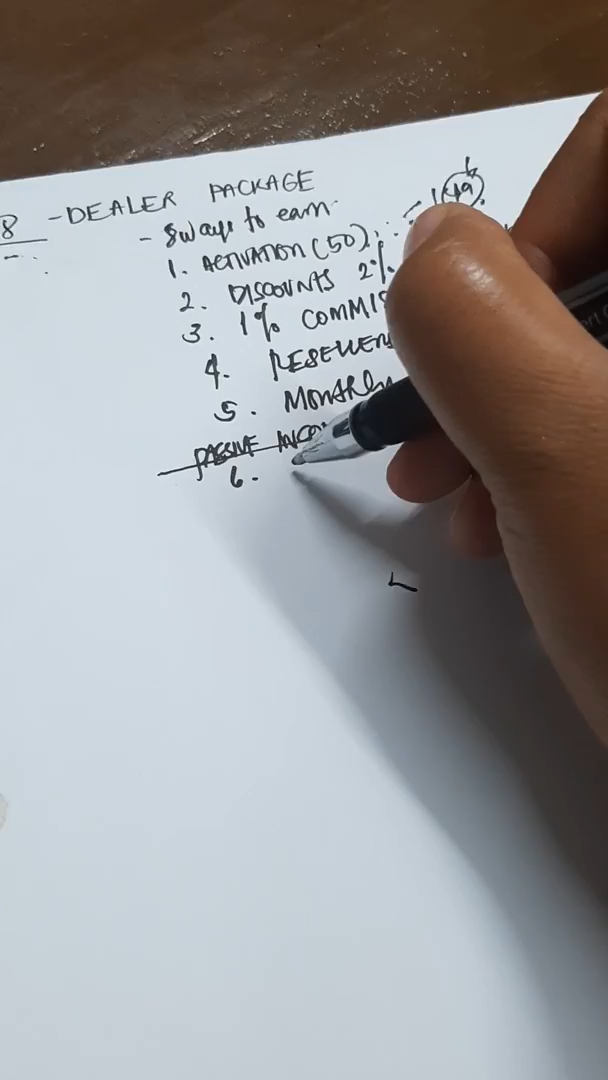 8 - DEALER PACKAGE
- 8 ways to earn
1. ACTIVATION (50)
2. DISCOUNTS 2%
3. 1% COMMIS
4. RESELLER
5. MONTHLY
PASSIVE INCO
6.